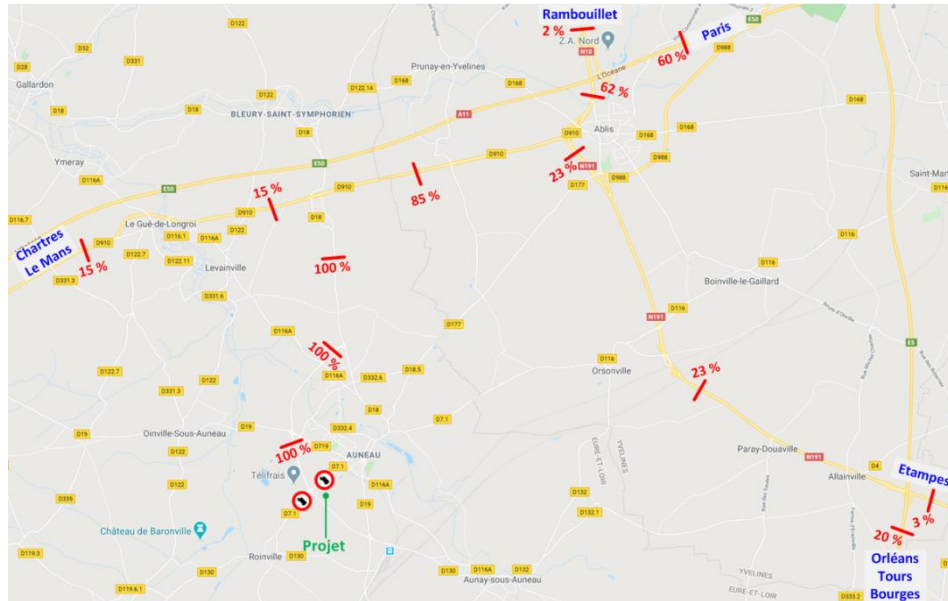 Rambouillet
2 %
Z.A. Nord
N10
E50
Paris
D988
60 %
L'Océane
D32
D331
D28
Gallardon
D122
D168
Prunay-en-Yvelines
D168
D122.14
D168
62 %
D18
D18
BLEURY-SAINT-SYMPHORIEN
D122
A11
D18
D910
Ablis
D168
D168
Ymeray
D18
E50
D910
23 %
N191
D988
D988
D177
D116A
E50
15 %
D910
85 %
Saint-Mar
D116
D116.7
D910
D18
Le Gué-de-Longroi
D122
D116.1
D116A
D116
Chartres
Le Mans
D910
D122.7
D122.11
Levainville
15 %
D331.3
100 %
D116
Boinville-le-Gaillard
D331.6
D116
N191
E5
D116A
D177
100 %
D116
D122.7
D122
D116A
D332.6
D18.5
Orsonville
23 %
D331.3
D18
D7.1
D19
Oinville-Sous-Auneau
D19
D332.4
100 %
D719
AUNEAU
EURE-ET-LOIR
YVELINES
Paray-Douaville
N191
D4
D122
Télifrais
D7.1
D116A
Allainville
Etampes
D335
D122
D7.1
D19
D132
D132.1
3 %
20 %
Château de Baronville
Projet
D119.3
Roinville
D130
D130
D130
D116A
D132
Aunay-sous-Auneau
D119.6.1
YVELINES
EURE-ET-LOIR
D333.2
Orléans
Tours
Bourges